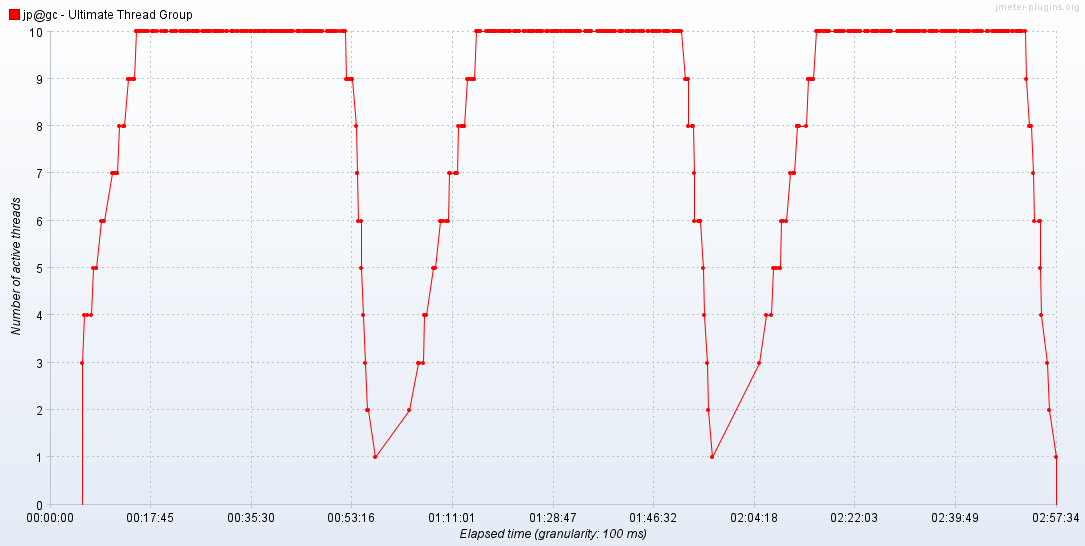 jp@gc - Ultimate Thread Group
jmeter-plugins.org
10
9
8
7
6
5
4
3
2
1
0
Number of active threads
00:00:00 00:17:45 00:35:30 00:53:16 01:11:01 01:28:47 01:46:32 02:04:18 02:22:03 02:39:49 02:57:34
Elapsed time (granularity: 100 ms)